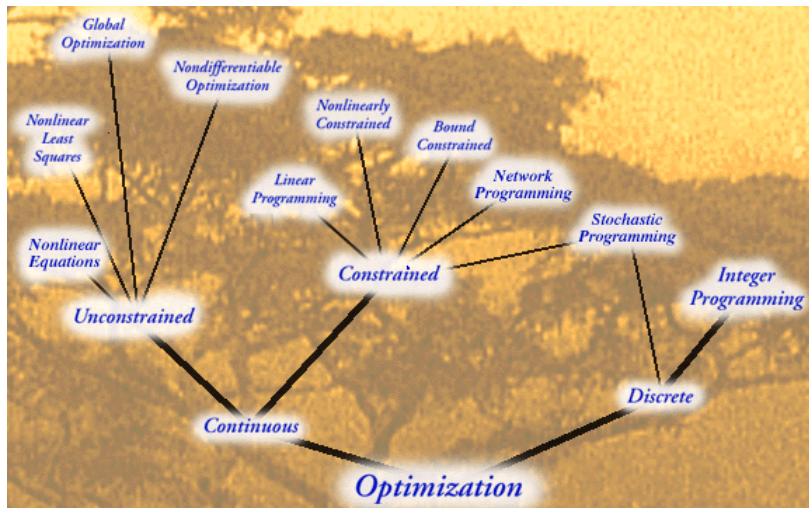 Global
Optimization
Nondifferentiable
Optimization
Nonlinear
Least
Squares
Nonlinearly
Constrained
Bound
Constrained
Linear
Programming
Network
Programming
Stochastic
Programming
Nonlinear
Equations
Constrained
Integer
Programming
Unconstrained
Discrete
Continuous
Optimization